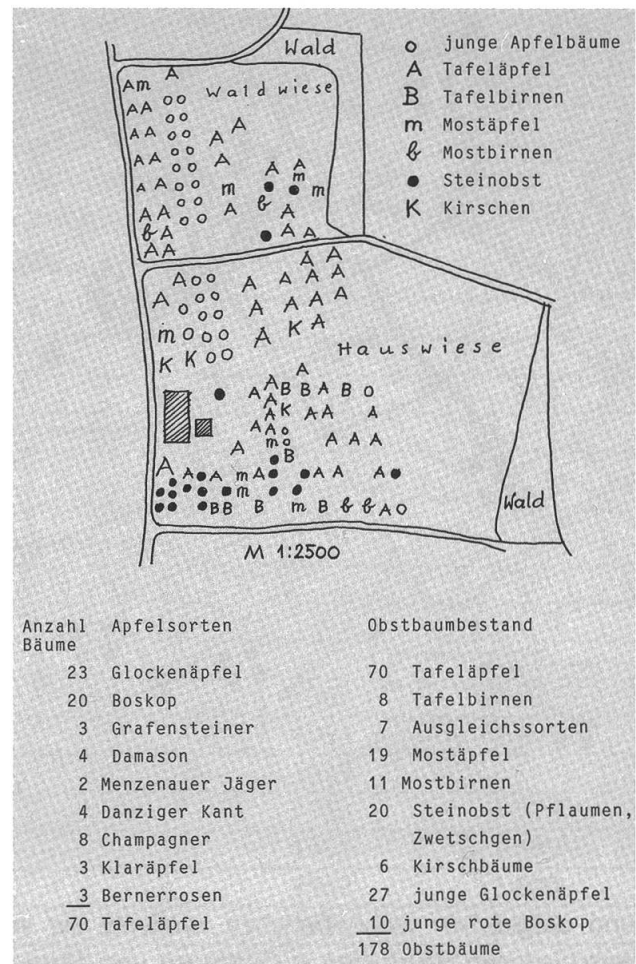 Wald
Waldwiese
o junge Apfelbäume
A Tafeläpfel
B Tafelbirnen
m Mostäpfel
b Mostbirnen
● Steinobst
K Kirschen
Hauswiese
Wald
M 1:2500
Anzahl Bäume Apfelsorten
23 Glockenäpfel
20 Boskop
3 Grafensteiner
4 Damason
2 Menzenauer Jäger
4 Danziger Kant
8 Champagner
3 Klaräpfel
3 Bernerrosen
70 Tafeläpfel
Obstbaumbestand
70 Tafeläpfel
8 Tafelbirnen
7 Ausgleichssorten
19 Mostäpfel
11 Mostbirnen
20 Steinobst (Pflaumen,
Zwetschgen)
6 Kirschbäume
27 junge Glockenäpfel
10 junge rote Boskop
178 Obstbäume